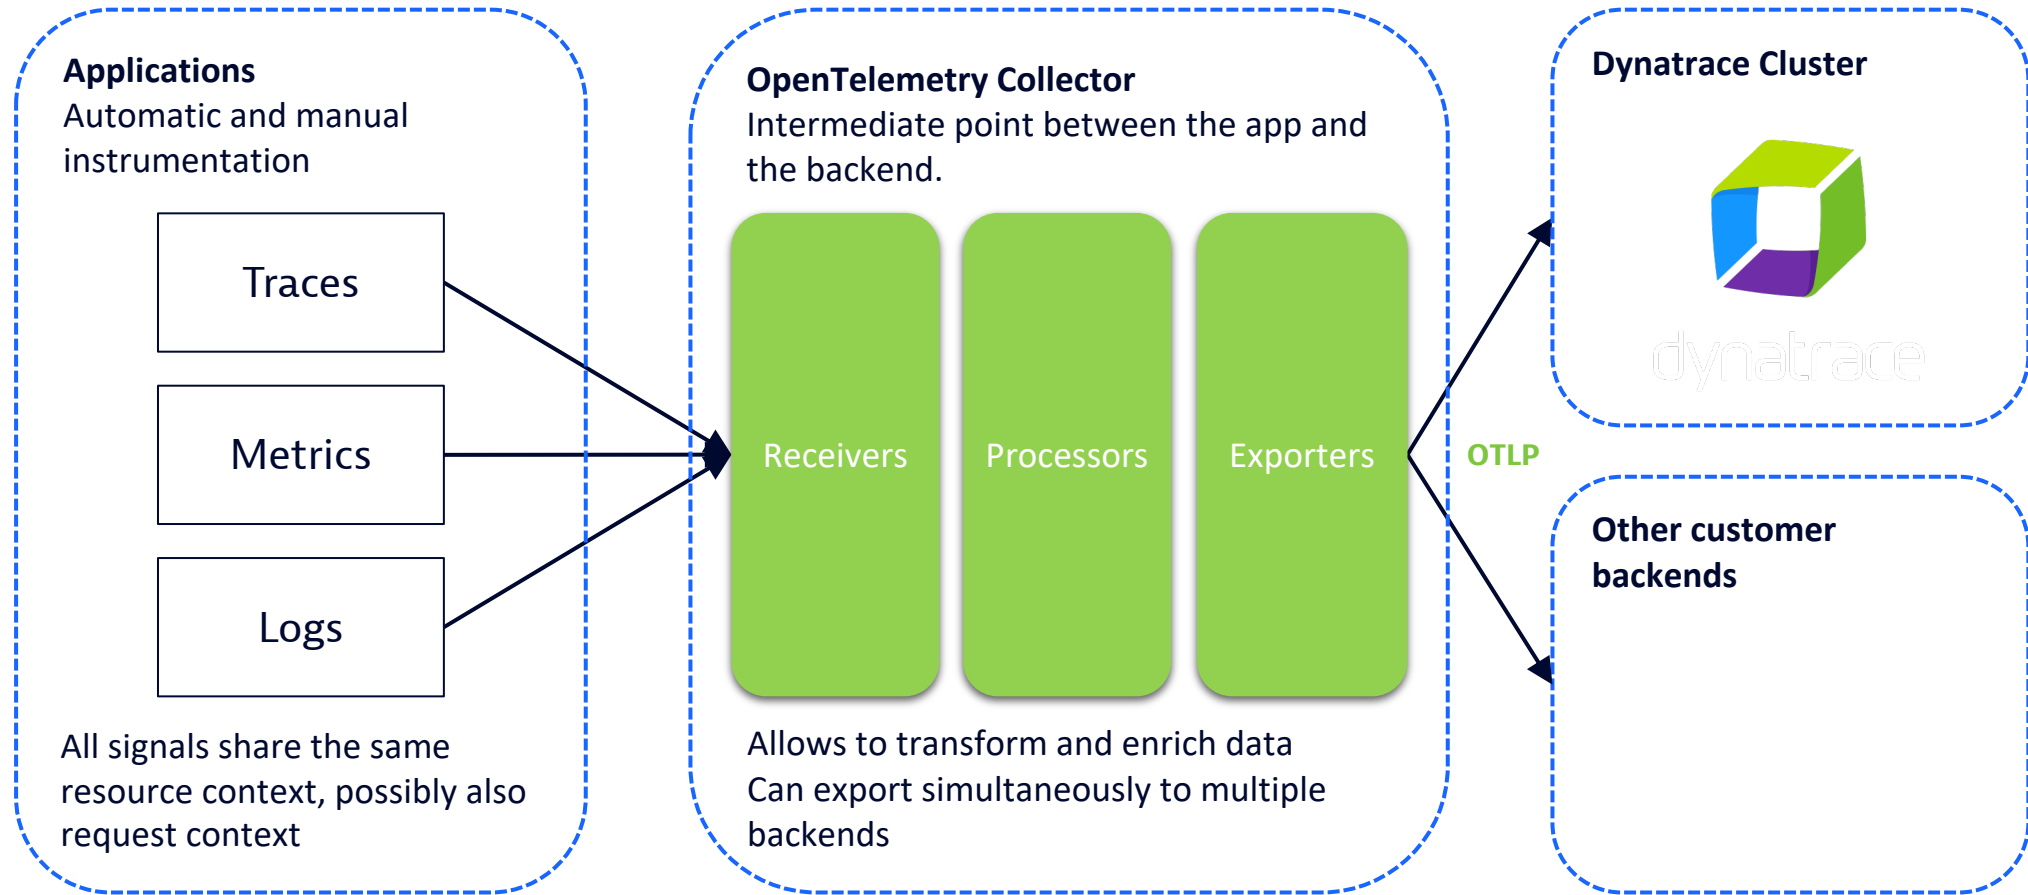 Applications
Automatic and manual
instrumentation
Traces
Metrics
Logs
All signals share the same
resource context, possibly also
request context
OpenTelemetry Collector
Intermediate point between the app and
the backend.
Receivers
Processors
Exporters
Allows to transform and enrich data
Can export simultaneously to multiple
backends
OTLP
Dynatrace Cluster
dynatrace
Other customer
backends